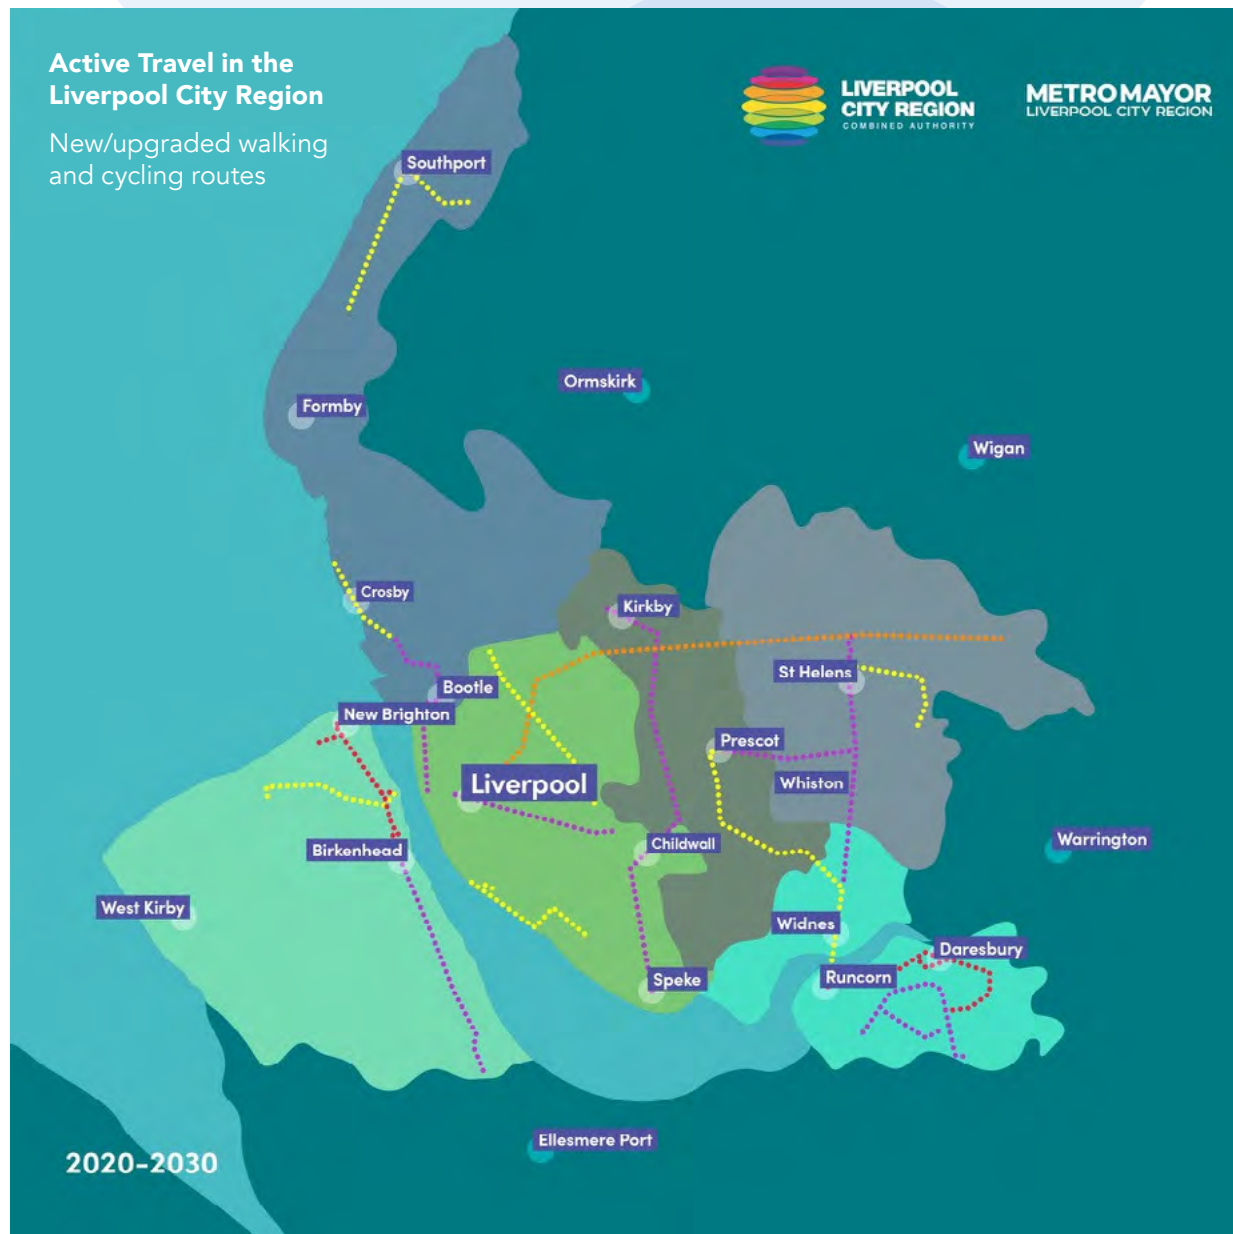 Active Travel in the
Liverpool City Region
New/upgraded walking
and cycling routes
LIVERPOOL
CITY REGION
COMBINED AUTHORITY
METRO MAYOR
LIVERPOOL CITY REGION
Southport
Ormskirk
Formby
Wigan
Crosby
Kirkby
St Helens
Bootle
New Brighton
Prescot
Liverpool
Whiston
Birkenhead
Childwall
Warrington
West Kirby
Widnes
Daresbury
Speke
Runcorn
Ellesmere Port
2020-2030